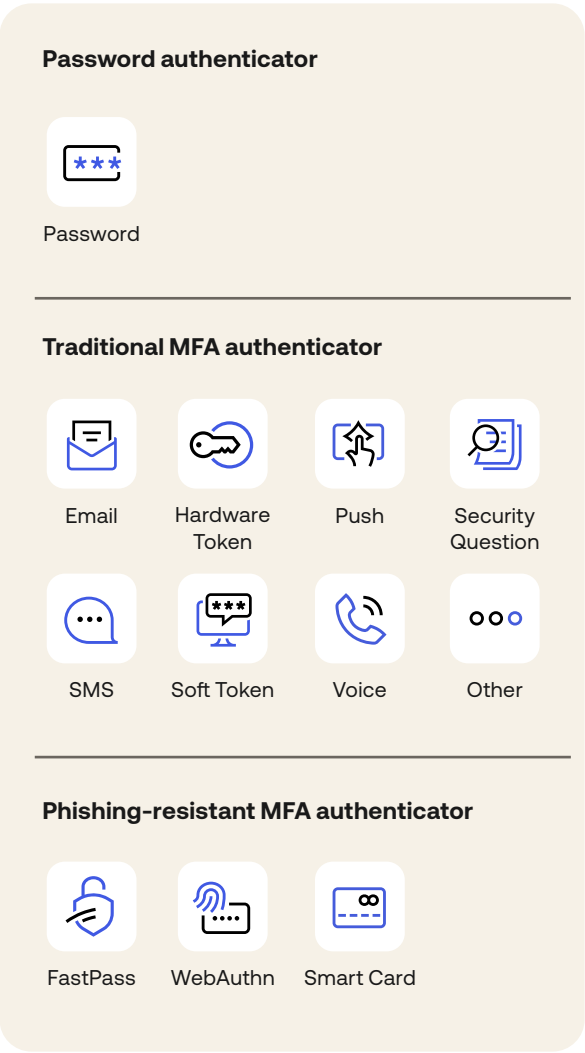 Password authenticator
***
Password
Traditional MFA authenticator
Email
Hardware
Token
Push
Security
Question
***
SMS
Soft Token
Voice
Other
Phishing-resistant MFA authenticator
FastPass
WebAuthn
Smart Card